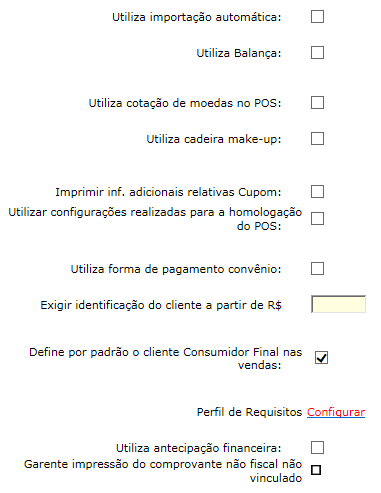 Utiliza importação automática:
Utiliza Balança:
Utiliza cotação de moedas no POS:
Utiliza cadeira make-up:
Imprimir inf. adicionais relativas Cupom:
Utilizar configurações realizadas para a homologação
do POS:
Utiliza forma de pagamento convênio:
Exigir identificação do cliente a partir de R$
Define por padrão o cliente Consumidor Final nas
vendas:
Perfil de Requisitos Configurar
Utiliza antecipação financeira:
Garente impressão do comprovante não fiscal não
vinculado